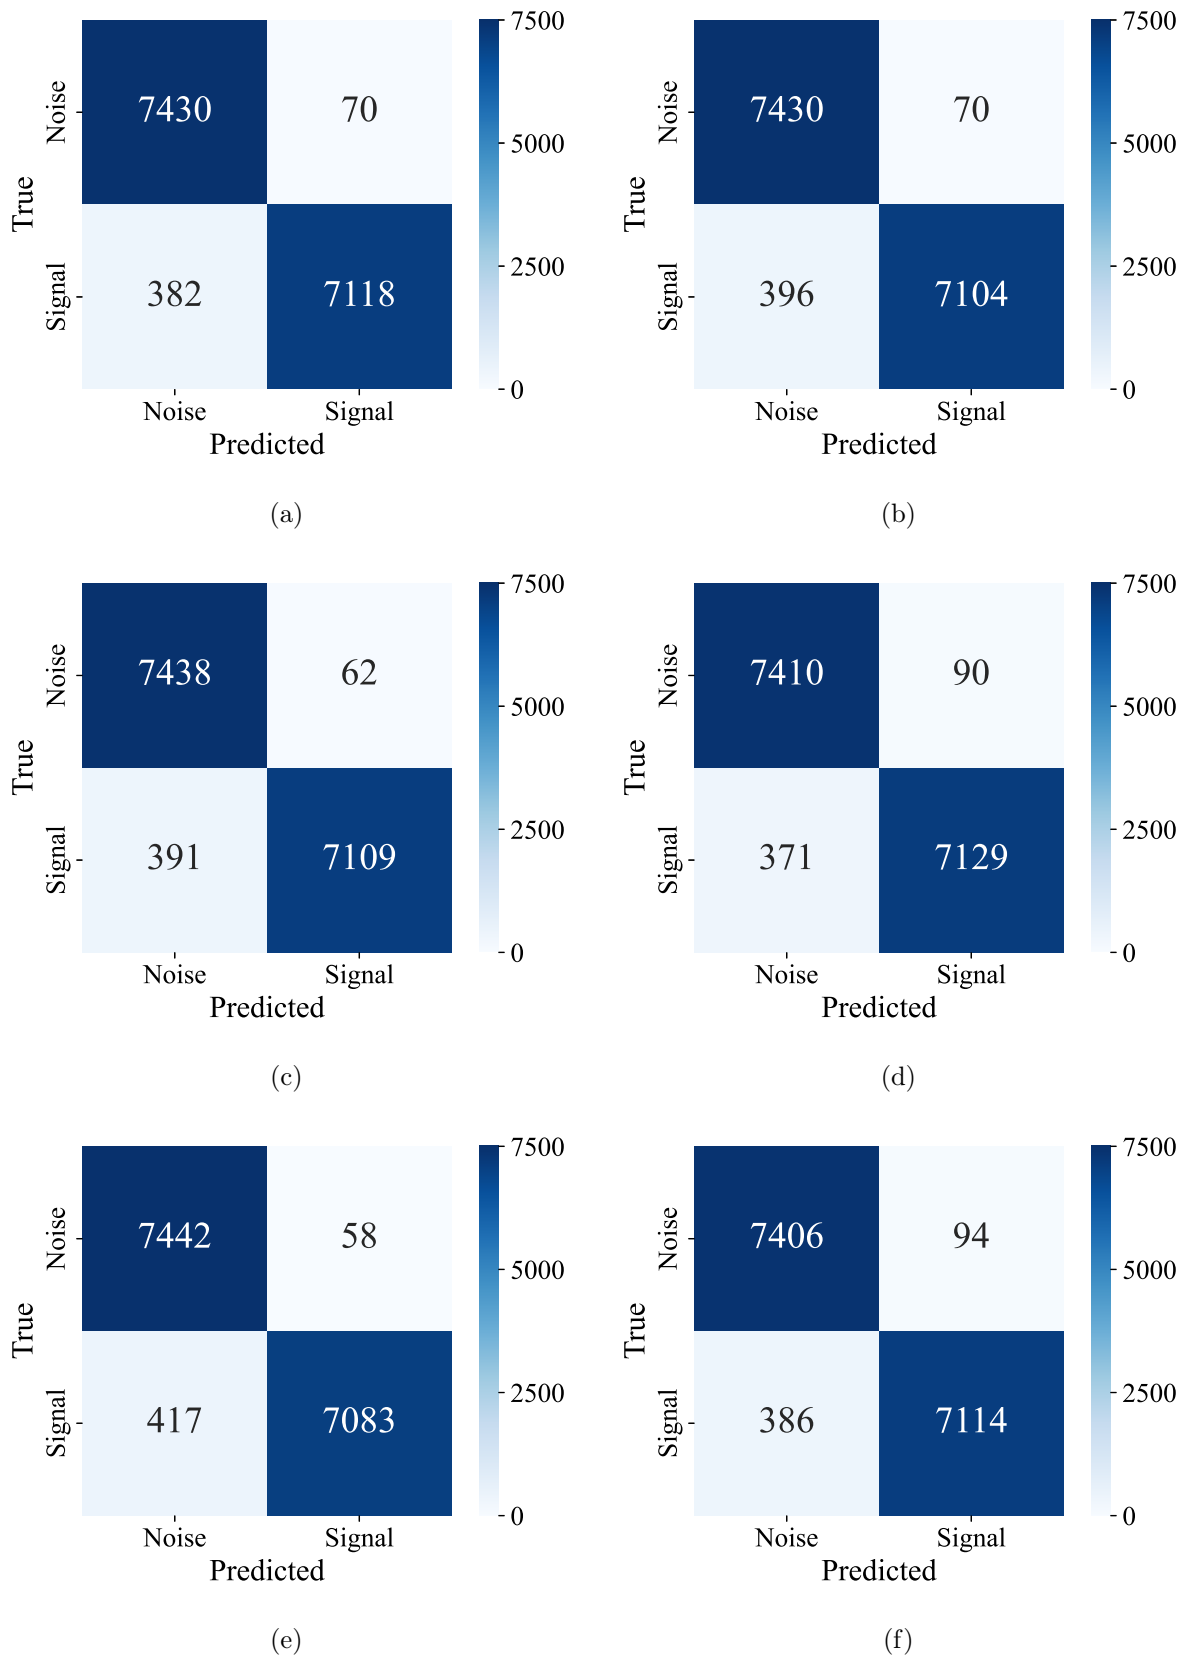 7500
5000
2500
0
True
Noise
Signal
7430 70
382 7118
Noise Signal
Predicted
(a)
7500
5000
2500
0
True
Noise
Signal
7430 70
396 7104
Noise Signal
Predicted
(b)
7500
5000
2500
0
True
Noise
Signal
7438 62
391 7109
Noise Signal
Predicted
(c)
7500
5000
2500
0
True
Noise
Signal
7410 90
371 7129
Noise Signal
Predicted
(d)
7500
5000
2500
0
True
Noise
Signal
7442 58
417 7083
Noise Signal
Predicted
(e)
7500
5000
2500
0
True
Noise
Signal
7406 94
386 7114
Noise Signal
Predicted
(f)